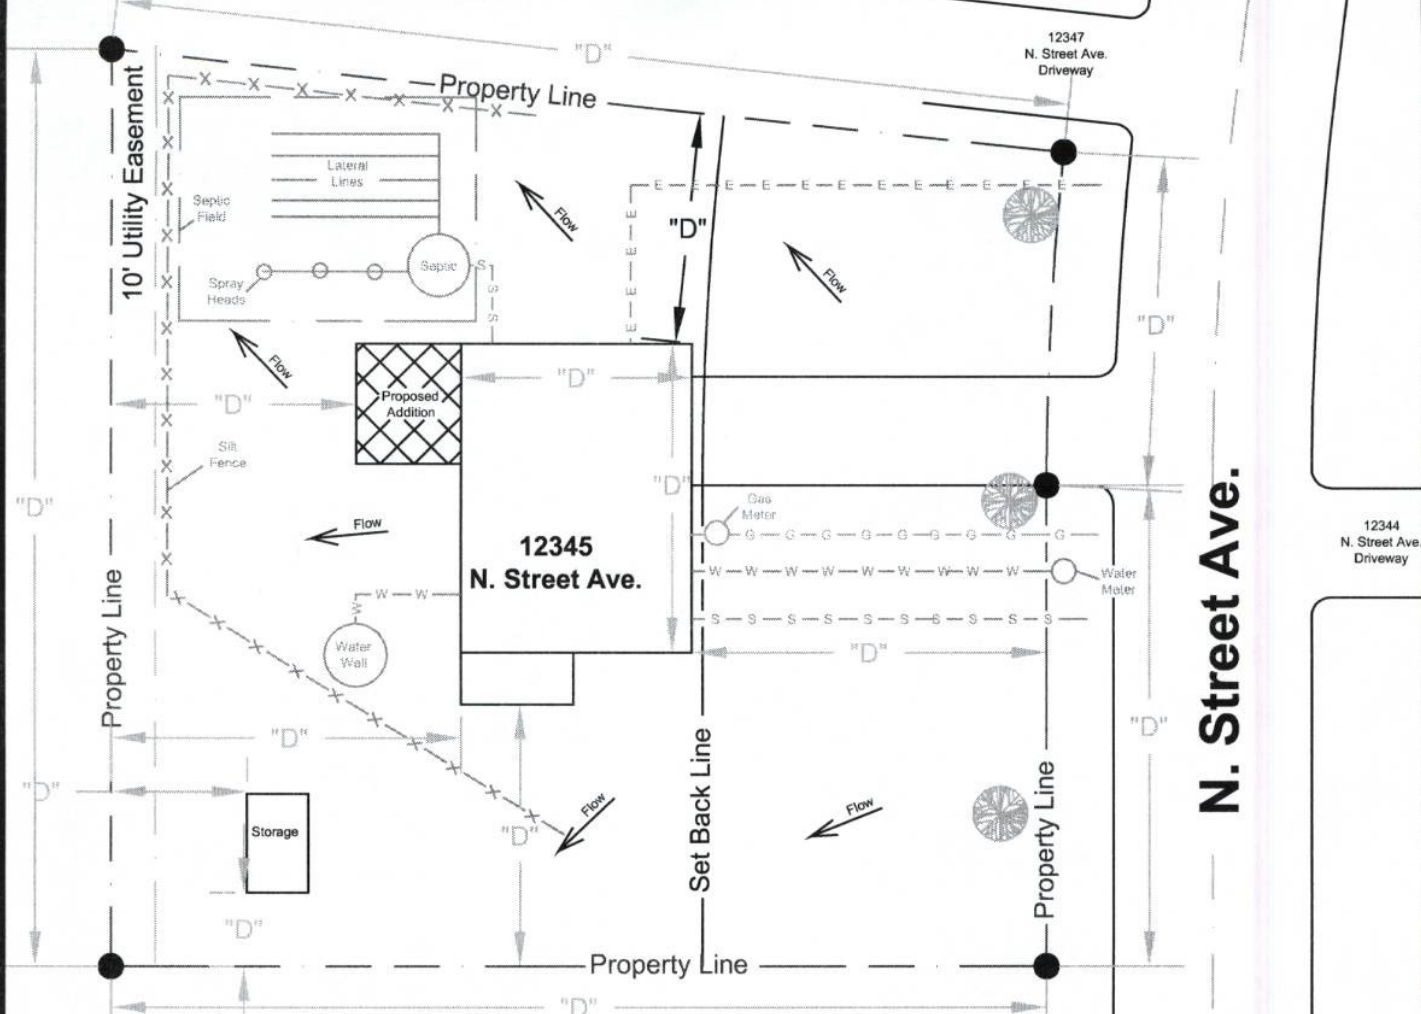 "D"
12347
N. Street Ave.
Driveway
Property Line
10' Utility Easement
Lateral
Lines
Septic
Field
Flow
"D"
E E E E E E E E E E E E
E E E E
Flow
Septic
S
S
S
Spray
Heads
"D"
Flow
"D"
"D"
Proposed
Addition
Silt
Fence
"D"
"D"
Gas
Meter
12344
N. Street Ave.
Driveway
Flow
G G G G G G G G G
12345
N. Street Ave.
W W W W W W W W W
Water
Meter
W W
W
S S S S S S S S S S
Water
Wall
"D"
Property Line
N. Street Ave.
"D"
"D"
"D"
Storage
Flow
"D"
Flow
Set Back Line
Property Line
"D"
Property Line
"D"
X X X X X X X
X X X X X X X X X X X
X X X X X X X X X X